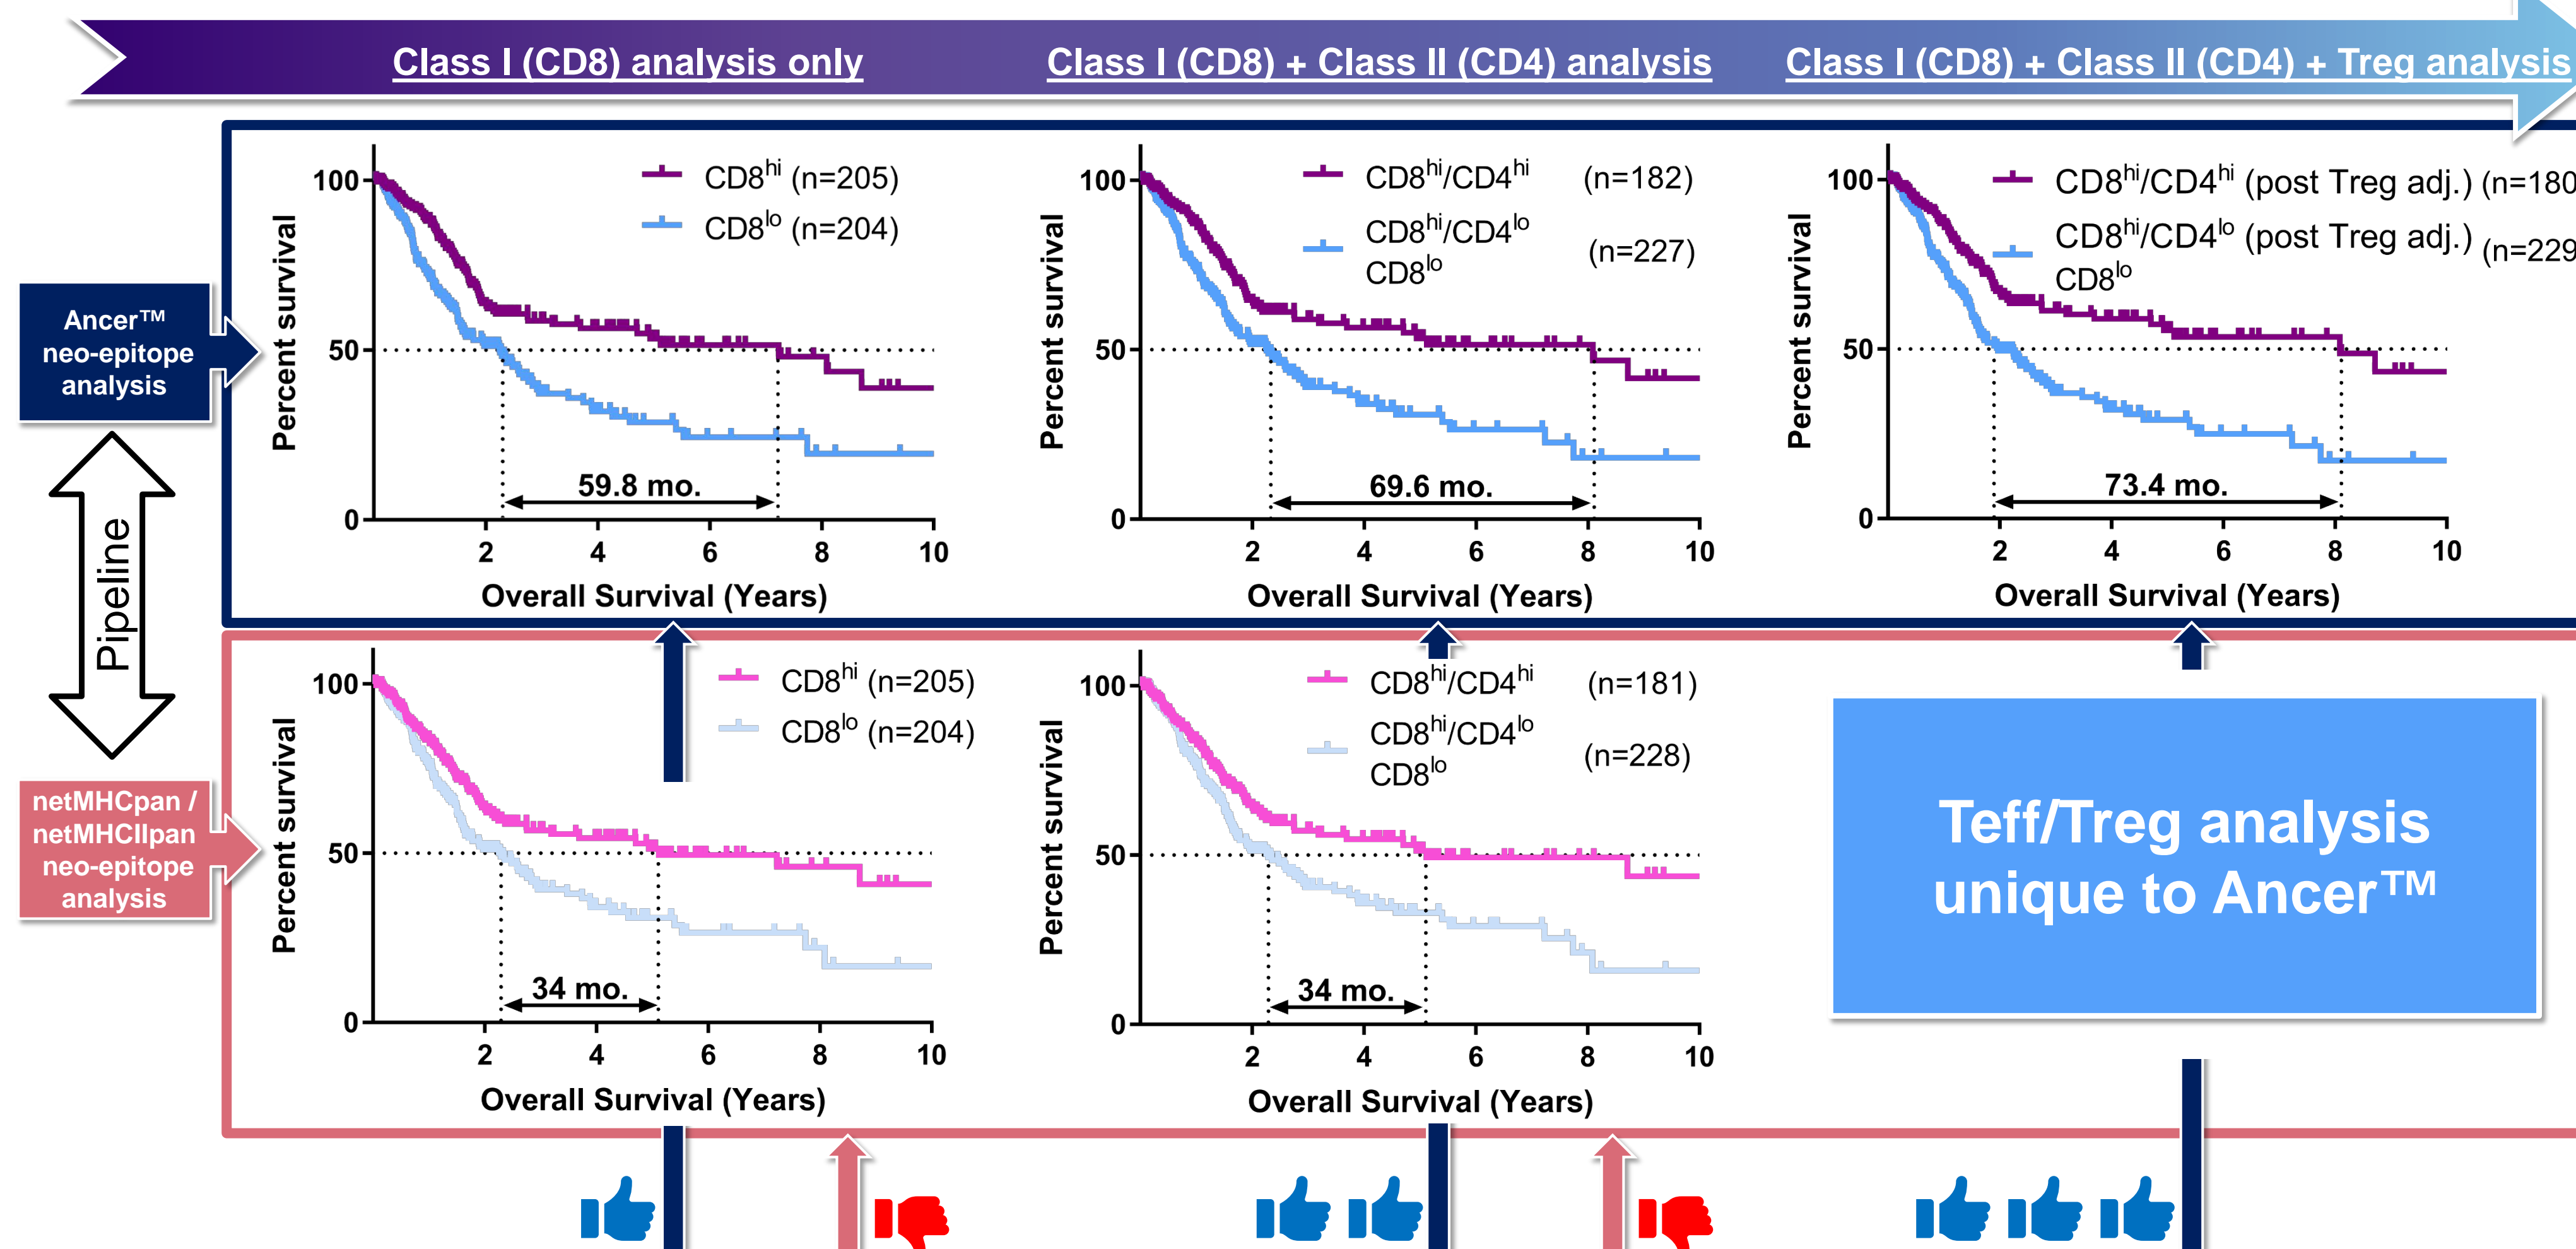 Class I (CD8) analysis only
Class I (CD8) + Class II (CD4) analysis
Class I (CD8) + Class II (CD4) + Treg analysis
Ancer™
neo-epitope
analysis
Pipeline
netMHCpan /
netMHCIIpan
neo-epitope
analysis
Percent survival
100
50
0
CD8hi (n=205)
CD8lo (n=204)
59.8 mo.
2 4 6 8 10
Overall Survival (Years)
Percent survival
100
50
0
CD8hi/CD4hi (n=182)
CD8hi/CD4lo
CD8lo
(n=227)
69.6 mo.
2 4 6 8 10
Overall Survival (Years)
Percent survival
100
50
0
CD8hi/CD4hi (post Treg adj.) (n=180
CD8hi/CD4lo (post Treg adj.) (n=229
CD8lo
73.4 mo.
2 4 6 8 10
Overall Survival (Years)
Percent survival
100
50
0
CD8hi (n=205)
CD8lo (n=204)
34 mo.
2 4 6 8 10
Overall Survival (Years)
Percent survival
100
50
0
CD8hi/CD4hi (n=181)
CD8hi/CD4lo
CD8lo
(n=228)
34 mo.
2 4 6 8 10
Overall Survival (Years)
Teff/Treg analysis
unique to Ancer™